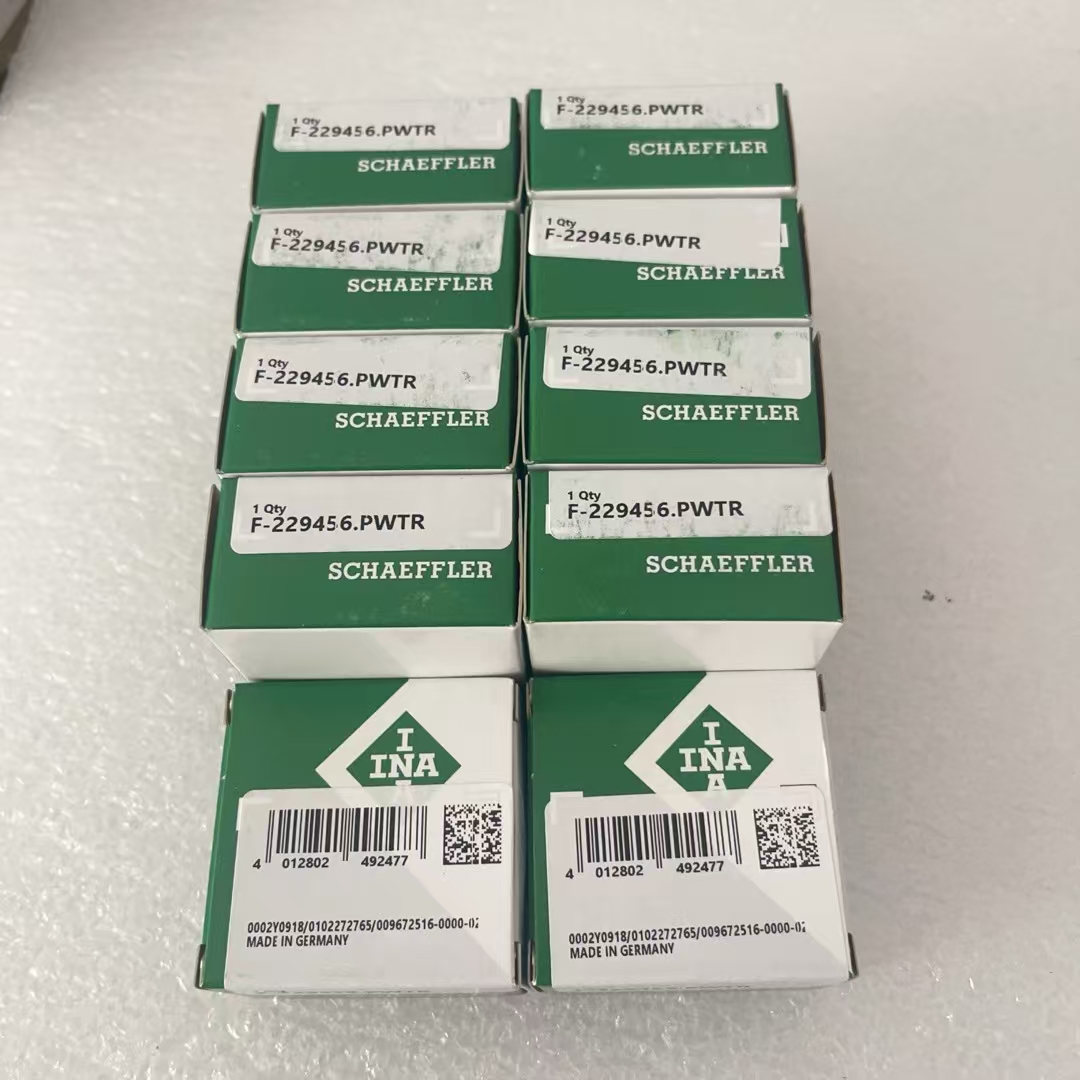 1 Qty
F-229456.PWTR
SCHAEFFLER
1 Qty
F-229456.PWTR
SCHAEFFLER
1 Qty
F-229456.PWTR
SCHAEFFLER
1 Qty
F-229456.PWTR
SCHAEFFLER
1 Qty
F-229456.PWTR
SCHAEFFLER
1 Qty
F-229456.PWTR
SCHAEFFLER
1 Qty
F-229456.PWTR
SCHAEFFLER
1 Qty
F-229456.PWTR
SCHAEFFLER
I
INA
A
4 012802 492477
0002Y0918/0102272765/009672516-0000-02
MADE IN GERMANY
I
INA
A
4 012802 492477
0002Y0918/0102272765/009672516-0000-02
MADE IN GERMANY